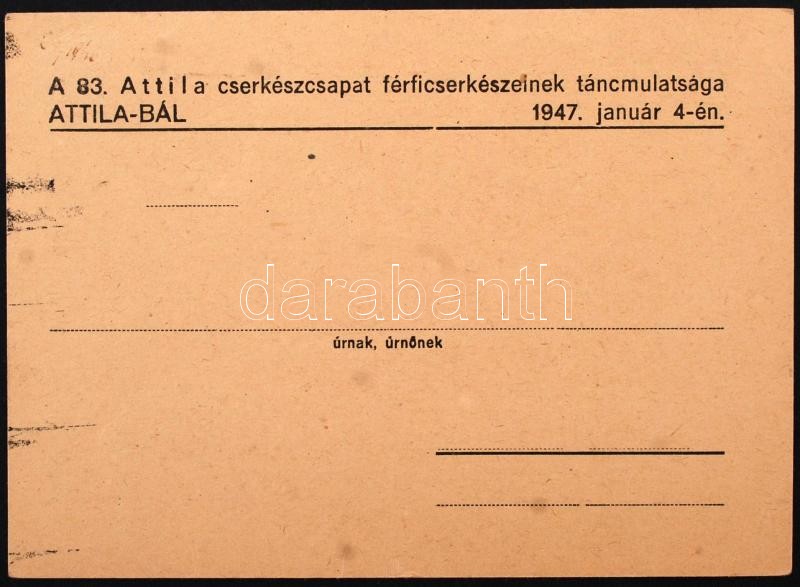 A 83. Attila cserkészcsapat férficserkészeinek táncmulatsága
ATTILA-BÁL 1947. január 4-én.
darabanth
úrnak, úrnőnek